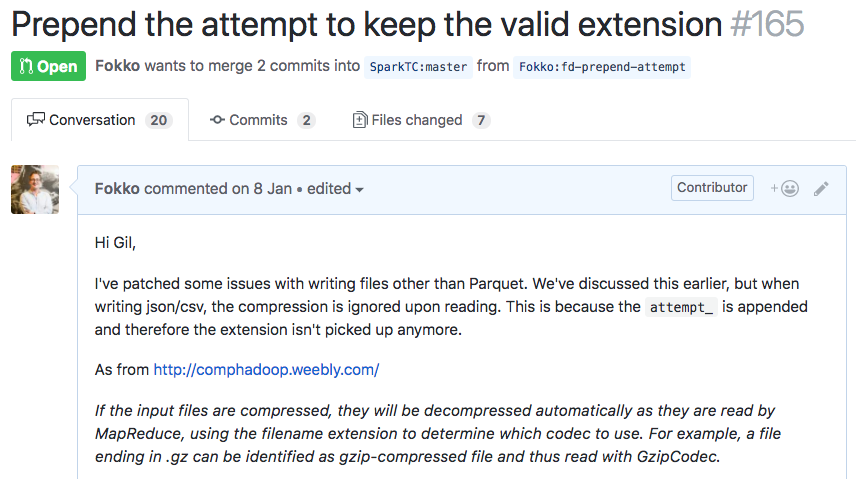 Prepend the attempt to keep the valid extension #165
Open Fokko wants to merge 2 commits into SparkTC:master from Fokko:fd-prepend-attempt
Conversation 20 Commits 2 Files changed 7
Fokko commented on 8 Jan • edited Contributor
Hi Gil,
I've patched some issues with writing files other than Parquet. We've discussed this earlier, but when
writing json/csv, the compression is ignored upon reading. This is because the attempt_ is appended
and therefore the extension isn't picked up anymore.
As from http://comphadoop.weebly.com/
If the input files are compressed, they will be decompressed automatically as they are read by
MapReduce, using the filename extension to determine which codec to use. For example, a file
ending in .gz can be identified as gzip-compressed file and thus read with GzipCodec.